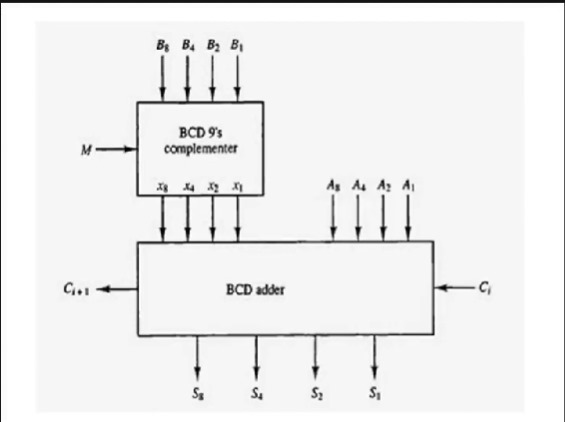 B₈ B₄ B₂ B₁
BCD 9's
complementer
M
x₈ x₄ x₂ x₁
A₈ A₄ A₂ A₁
BCD adder
Cᵢ₊₁
Cᵢ
S₈ S₄ S₂ S₁